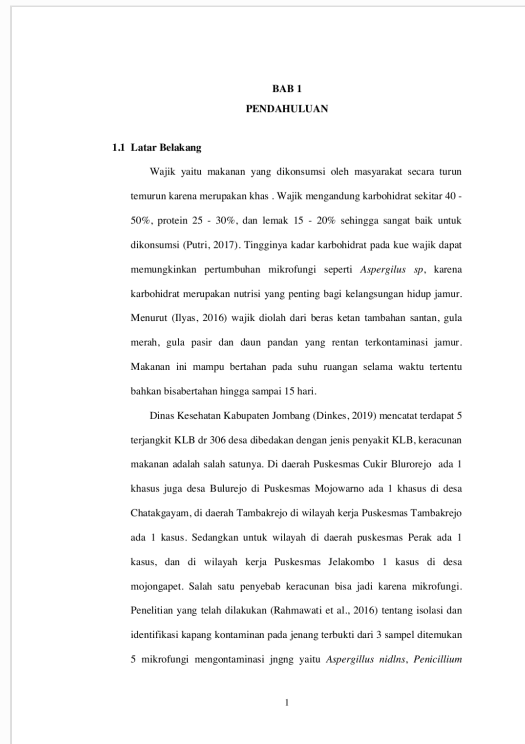 BAB 1
PENDAHULUAN
1.1 Latar Belakang
Wajik yaitu makanan yang dikonsumsi oleh masyarakat secara turun
temurun karena merupakan khas . Wajik mengandung karbohidrat sekitar 40 -
50%, protein 25 - 30%, dan lemak 15 - 20% sehingga sangat baik untuk
dikonsumsi (Putri, 2017). Tingginya kadar karbohidrat pada kue wajik dapat
memungkinkan pertumbuhan mikrofungi seperti Aspergilus sp, karena
karbohidrat merupakan nutrisi yang penting bagi kelangsungan hidup jamur.
Menurut (Ilyas, 2016) wajik diolah dari beras ketan tambahan santan, gula
merah, gula pasir dan daun pandan yang rentan terkontaminasi jamur.
Makanan ini mampu bertahan pada suhu ruangan selama waktu tertentu
bahkan bisabertahan hingga sampai 15 hari.
Dinas Kesehatan Kabupaten Jombang (Dinkes, 2019) mencatat terdapat 5
terjangkit KLB dr 306 desa dibedakan dengan jenis penyakit KLB, keracunan
makanan adalah salah satunya. Di daerah Puskesmas Cukir Blurorejo ada 1
khasus juga desa Bulurejo di Puskesmas Mojowarno ada 1 khasus di desa
Chatakgayam, di daerah Tambakrejo di wilayah kerja Puskesmas Tambakrejo
ada 1 kasus. Sedangkan untuk wilayah di daerah puskesmas Perak ada 1
kasus, dan di wilayah kerja Puskesmas Jelakombo 1 kasus di desa
mojongapet. Salah satu penyebab keracunan bisa jadi karena mikrofungi.
Penelitian yang telah dilakukan (Rahmawati et al., 2016) tentang isolasi dan
identifikasi kapang kontaminan pada jenang terbukti dari 3 sampel ditemukan
5 mikrofungi mengontaminasi jngng yaitu Aspergillus nidlns, Penicillium
1